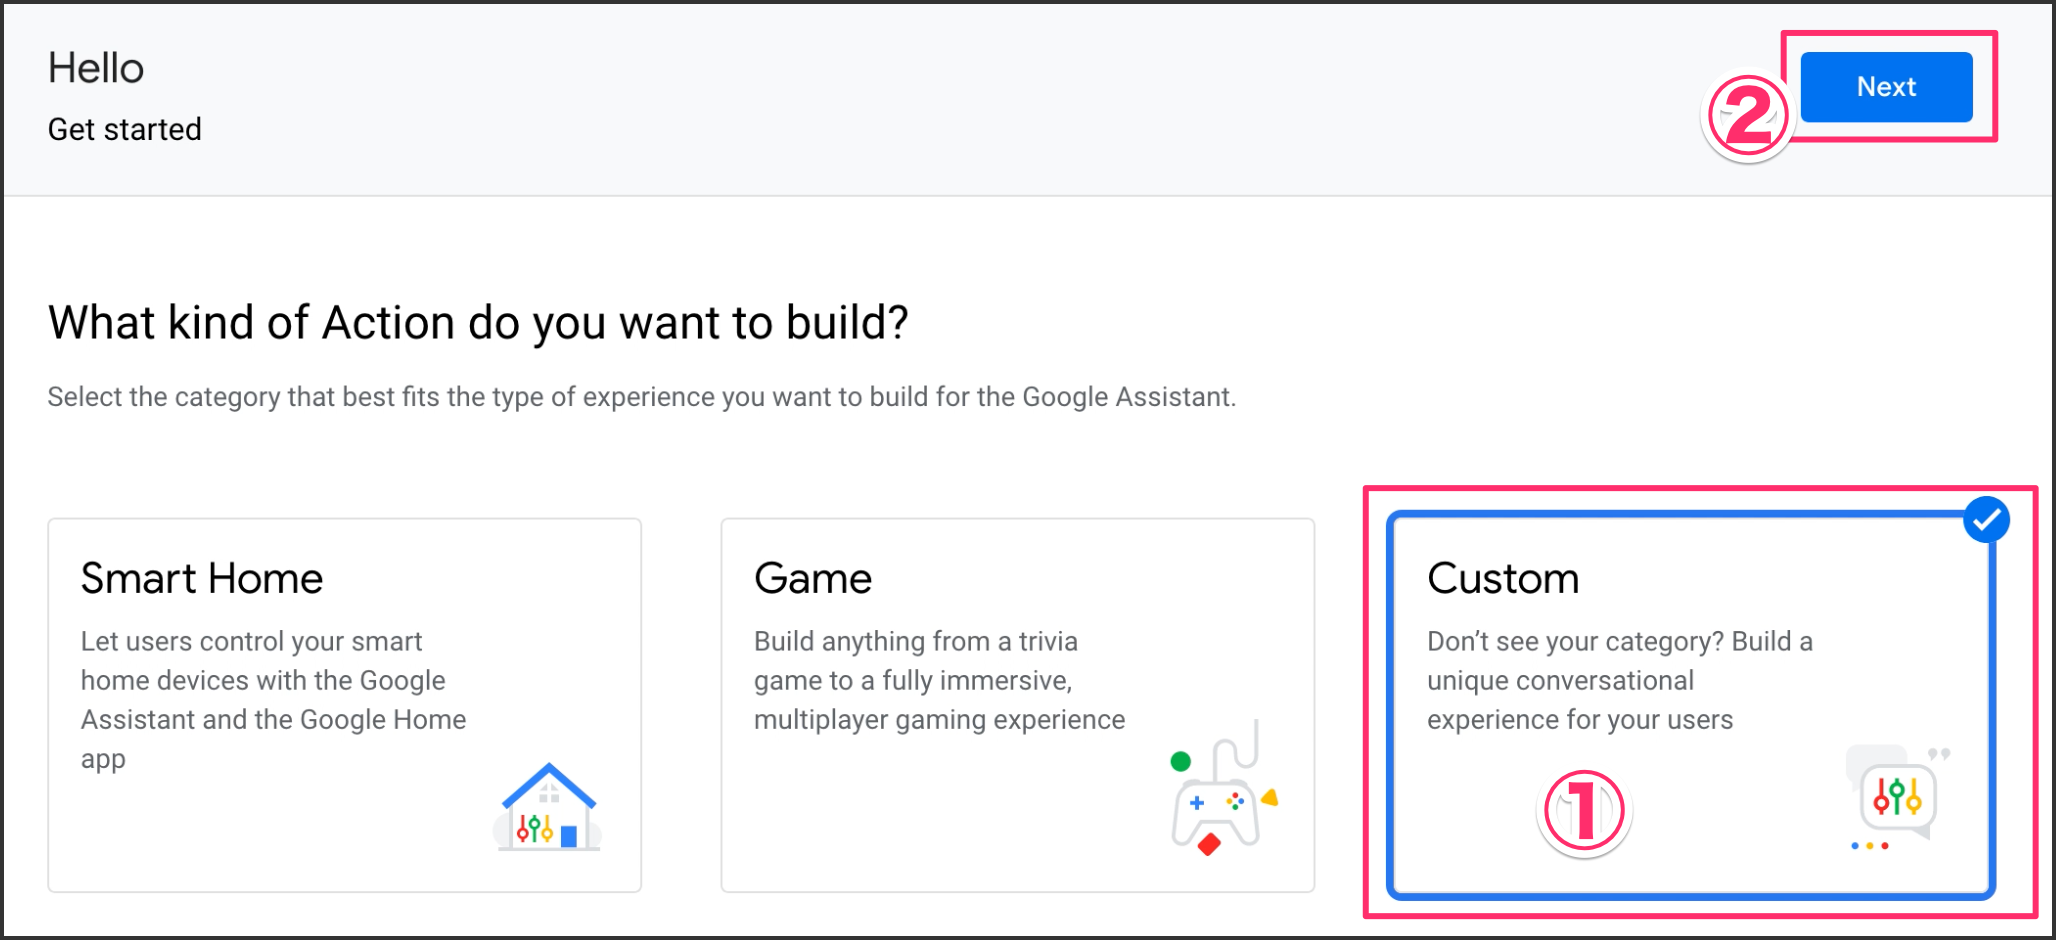 Hello
Next
②
Get started
What kind of Action do you want to build?
Select the category that best fits the type of experience you want to build for the Google Assistant.
Smart Home
Let users control your smart
home devices with the Google
Assistant and the Google Home
app
Game
Build anything from a trivia
game to a fully immersive,
multiplayer gaming experience
Custom
Don’t see your category? Build a
unique conversational
experience for your users
①